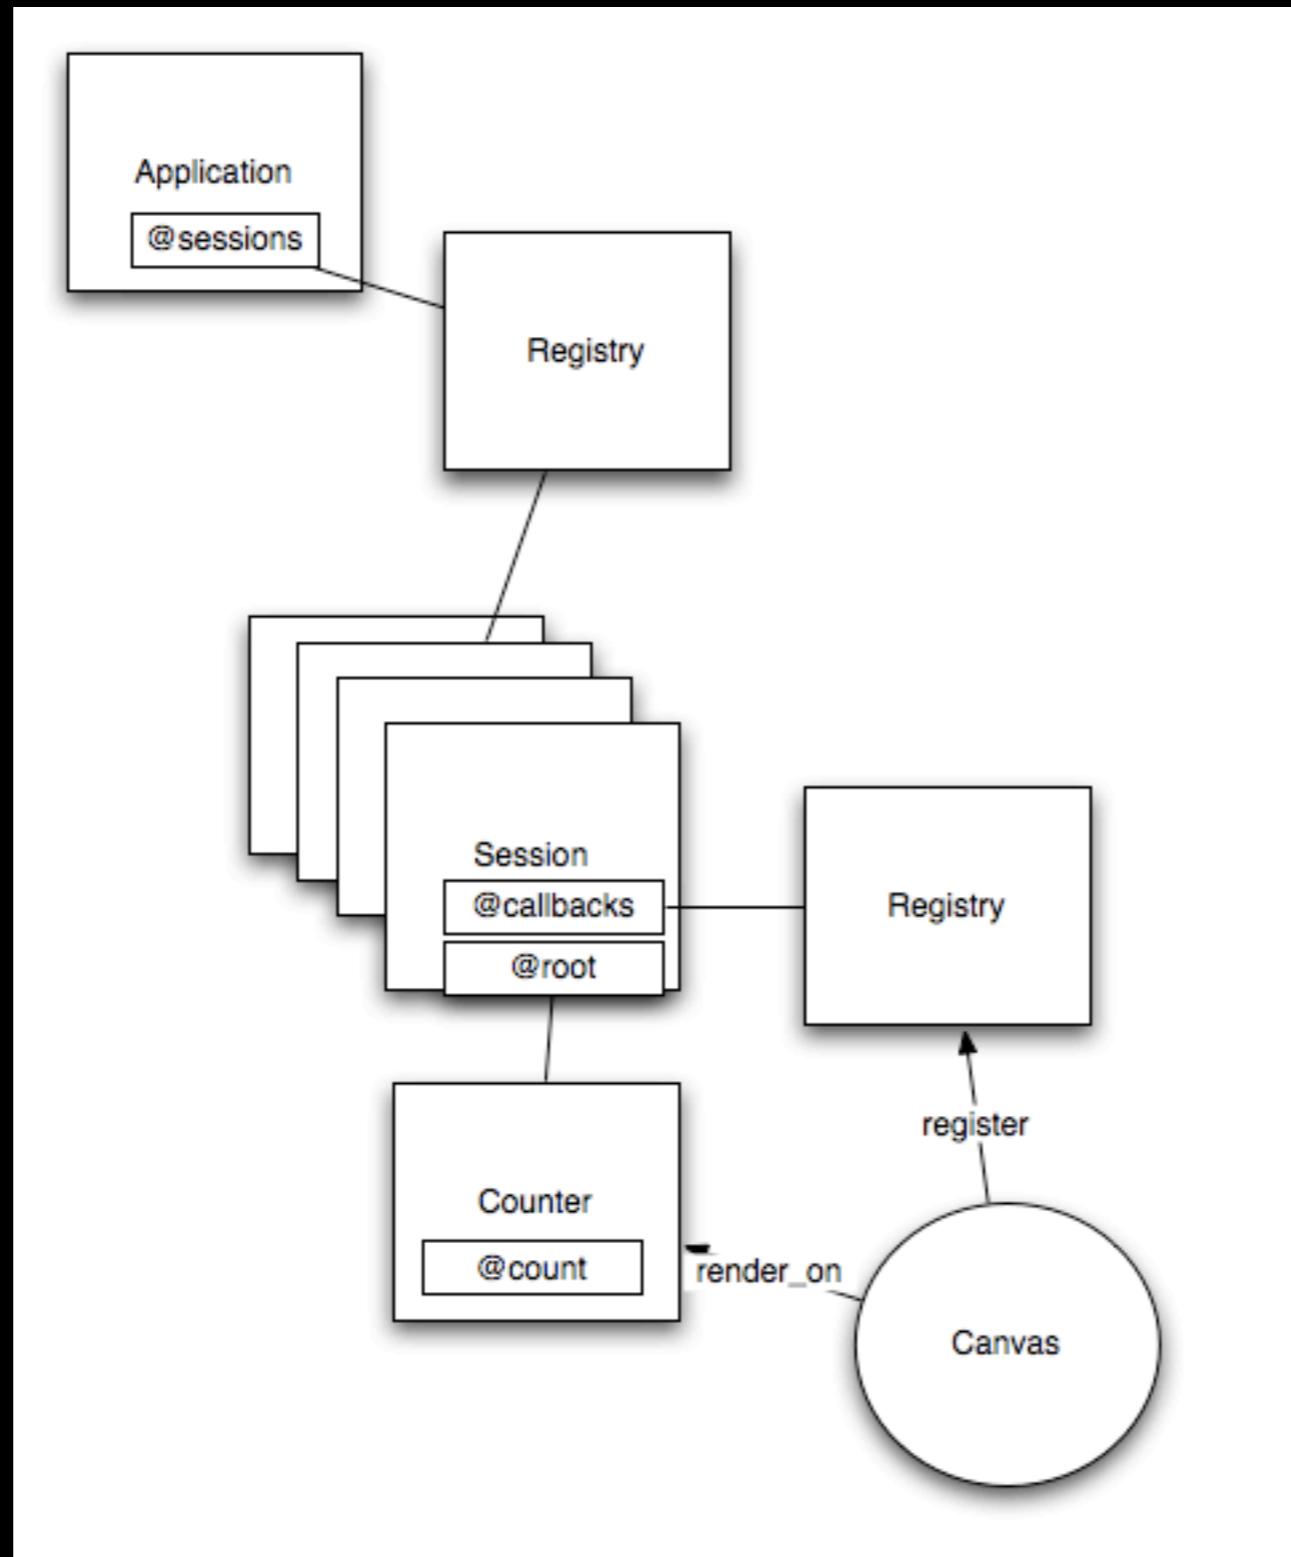 Application
@sessions
Registry
Session
@callbacks
@root
Registry
register
Counter
@count
render_on
Canvas